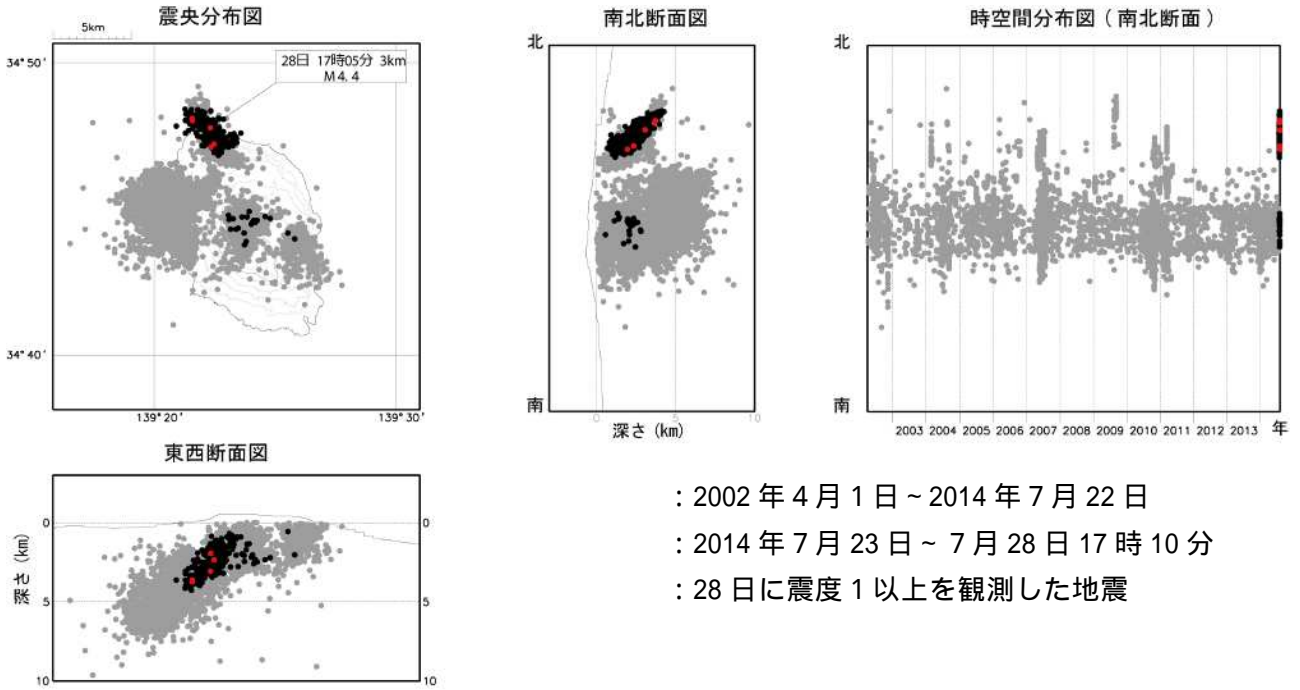 震央分布図
5km
28日 17時05分 3km
M4.4
34°50'
34°40'
139°20'
139°30'
南北断面図
北
南
0
5
10
深さ (km)
時空間分布図 ( 南北断面 )
北
南
2003 2004 2005 2006 2007 2008 2009 2010 2011 2012 2013 年
東西断面図
0
5
10
深さ (km)
0
5
10
: 2002 年 4 月 1 日 ~ 2014 年 7 月 22 日
: 2014 年 7 月 23 日 ~ 7 月 28 日 17 時 10 分
: 28 日に震度 1 以上を観測した地震